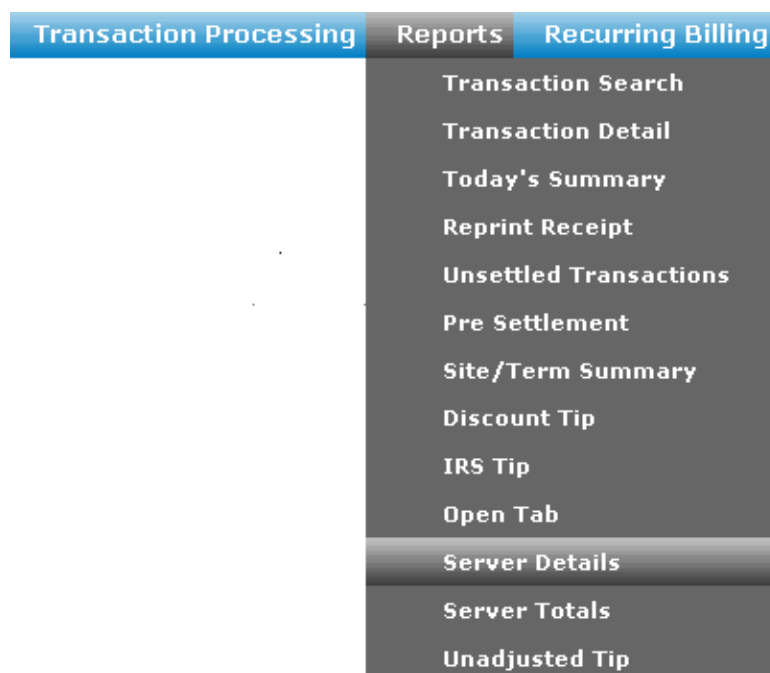 Transaction Processing Reports Recurring Billing
Transaction Search
Transaction Detail
Today's Summary
Reprint Receipt
Unsettled Transactions
Pre Settlement
Site/Term Summary
Discount Tip
IRS Tip
Open Tab
Server Details
Server Totals
Unadjusted Tip